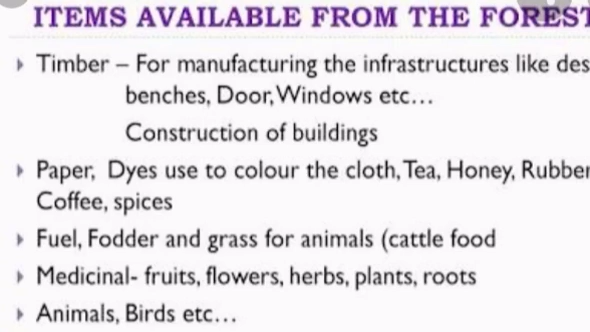 ITEMS AVAILABLE FROM THE FOREST
Timber – For manufacturing the infrastructures like des
benches, Door, Windows etc...
Construction of buildings
Paper, Dyes use to colour the cloth, Tea, Honey, Rubber
Coffee, spices
Fuel, Fodder and grass for animals (cattle food
Medicinal- fruits, flowers, herbs, plants, roots
Animals, Birds etc...